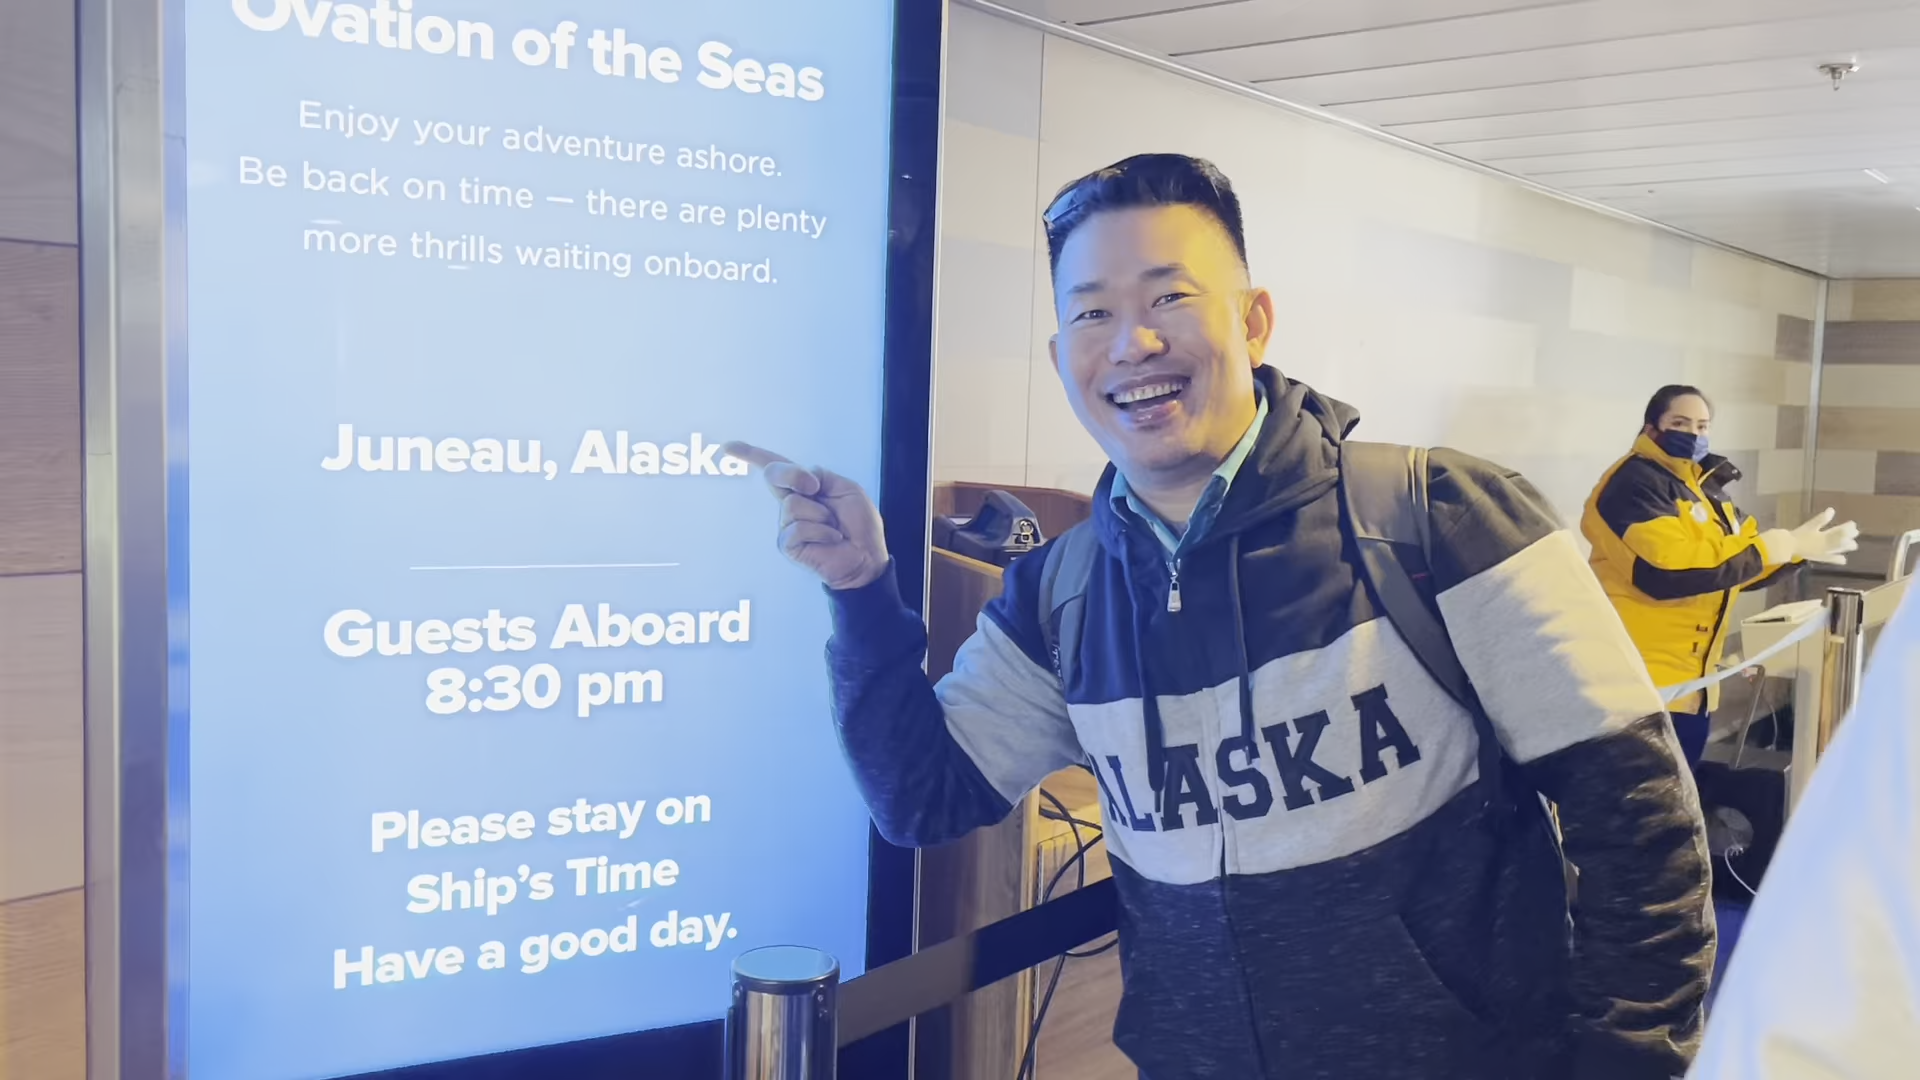 Ovation of the Seas
Enjoy your adventure ashore.
Be back on time — there are plenty
more thrills waiting onboard.
Juneau, Alaska
Guests Aboard
8:30 pm
Please stay on
Ship's Time
Have a good day.
ALASKA